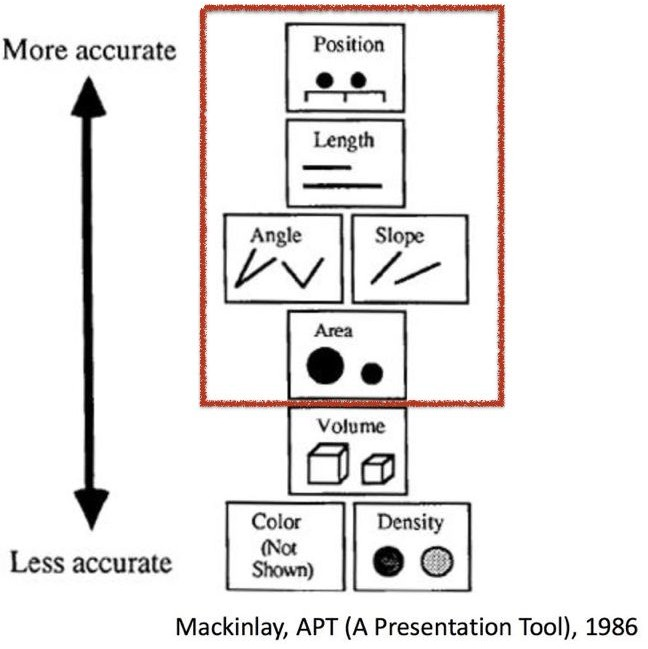 More accurate
Position
Length
Angle
Slope
Area
Volume
Color
(Not
Shown)
Density
Less accurate
Mackinlay, APT (A Presentation Tool), 1986